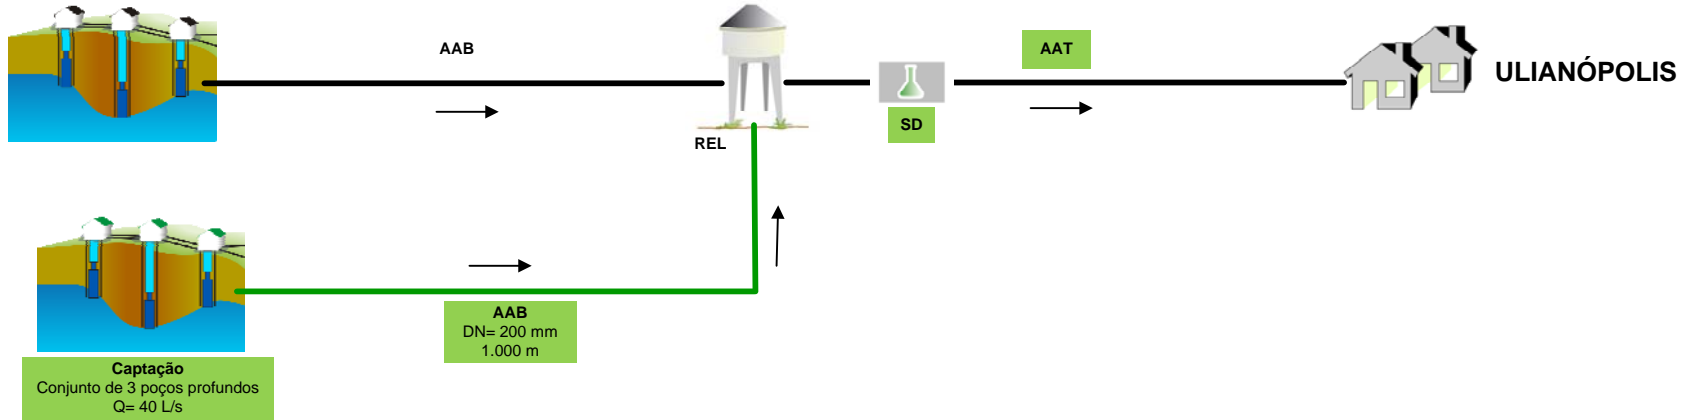 AAB
AAT
ULIANÓPOLIS
SD
REL
AAB
DN= 200 mm
1.000 m
Captação
Conjunto de 3 poços profundos
Q= 40 L/s